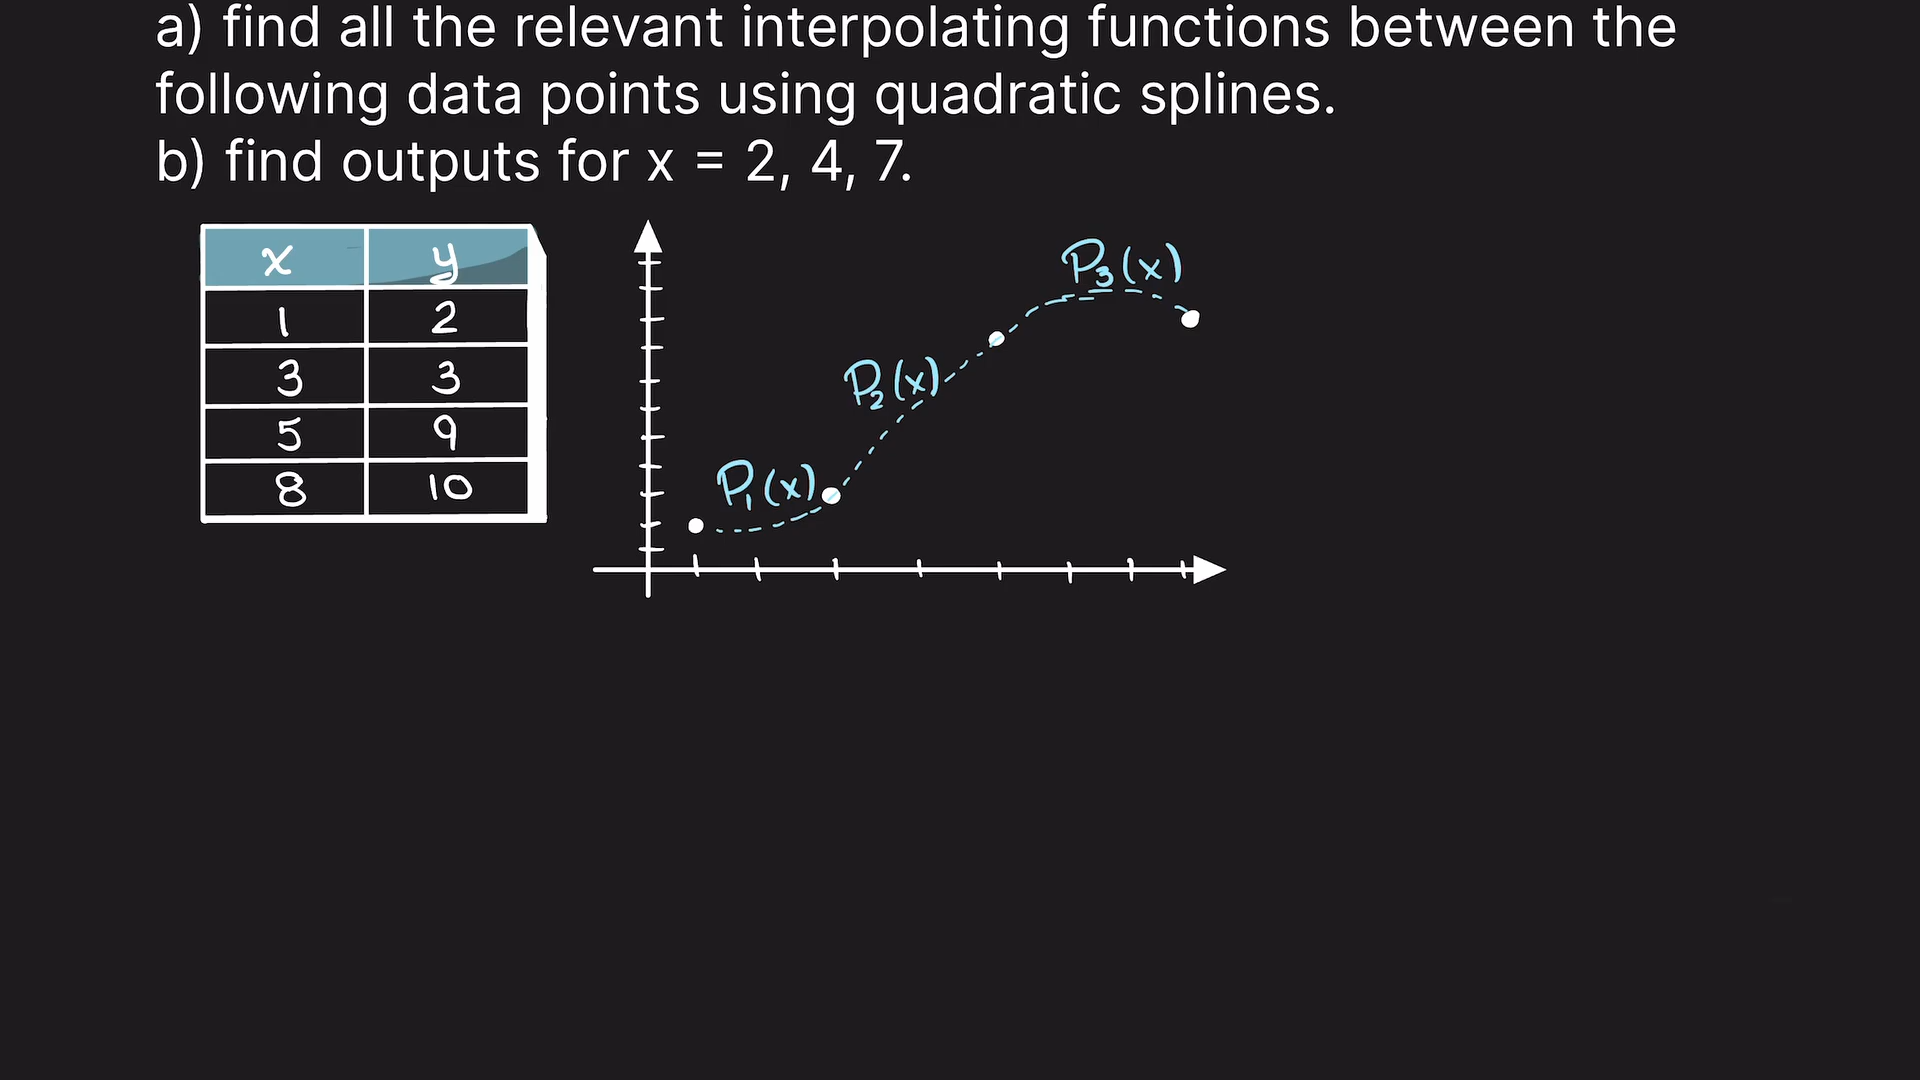 a) find all the relevant interpolating functions between the
following data points using quadratic splines.
b) find outputs for x = 2, 4, 7.
x y
1 2
3 3
5 9
8 10
P₃(x)
P₂(x)
P₁(x)